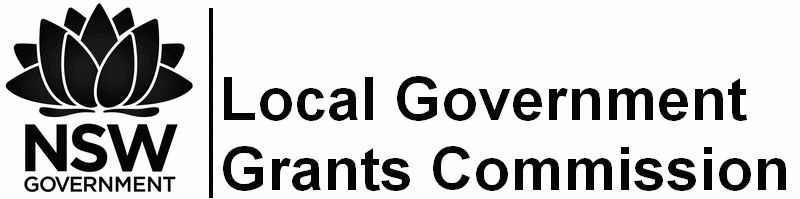 NSW
GOVERNMENT
Local Government
Grants Commission